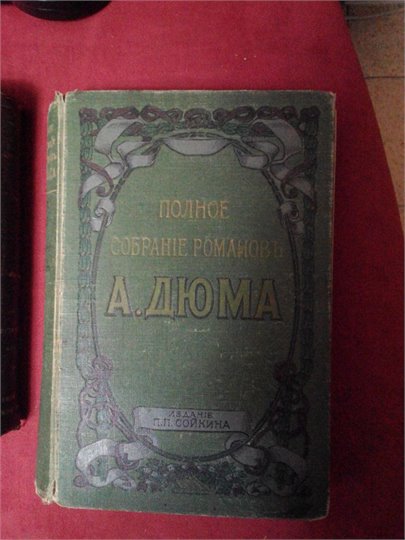 ПОЛНОЕ
СОБРАНІЕ РОМАНОВЪ
А. ДЮМА
ИЗДАНІЕ
П.П. СОЙКИНА